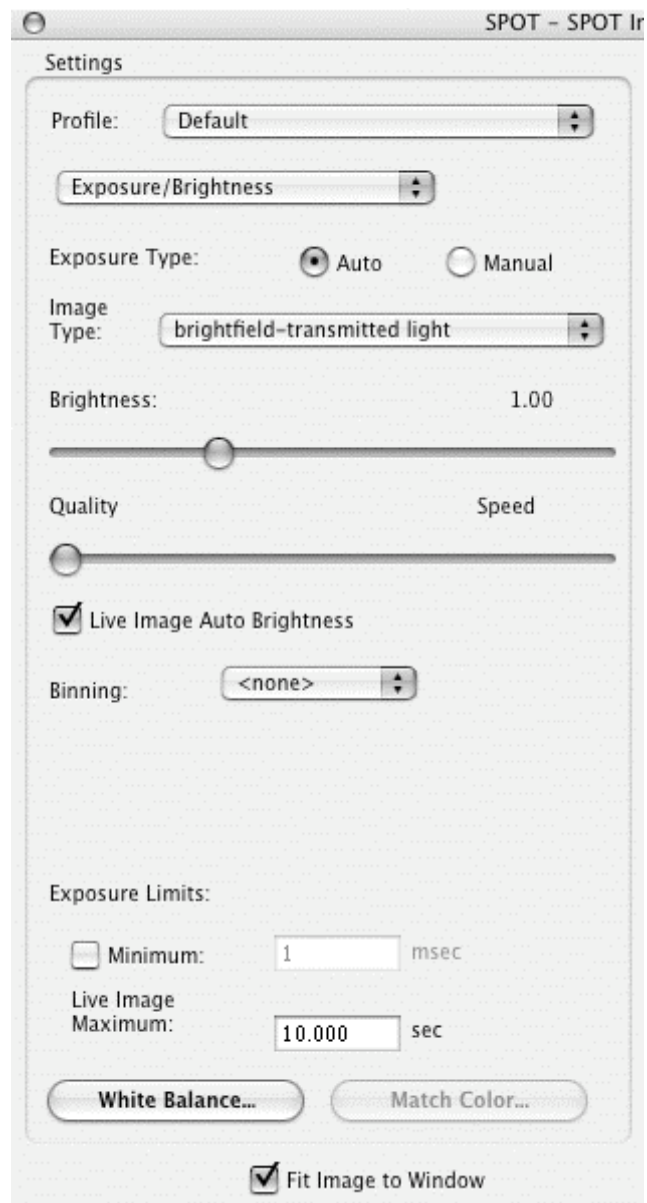 SPOT – SPOT In
Settings
Profile: Default
Exposure/Brightness
Exposure Type: Auto Manual
Image
Type: brightfield-transmitted light
Brightness: 1.00
Quality Speed
Live Image Auto Brightness
Binning: <none>
Exposure Limits:
Minimum: 1 msec
Live Image
Maximum: 10.000 sec
White Balance... Match Color...
Fit Image to Window